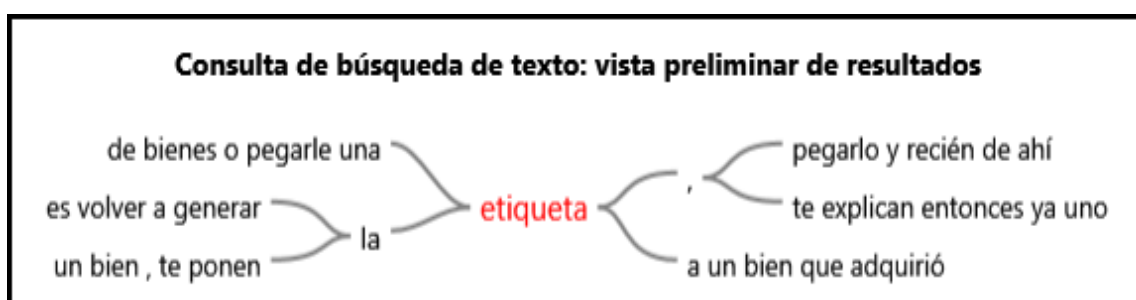 Consulta de búsqueda de texto: vista preliminar de resultados
de bienes o pegarle una
es volver a generar
un bien , te ponen
la
etiqueta
,
pegarlo y recién de ahí
te explican entonces ya uno
a un bien que adquirió